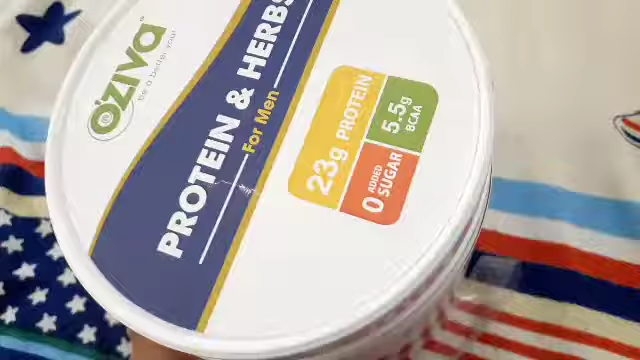 OZiVA
be a better you
PROTEIN & HERBS
For Men
23g PROTEIN
5.5g
BCAA
0 ADDED
SUGAR